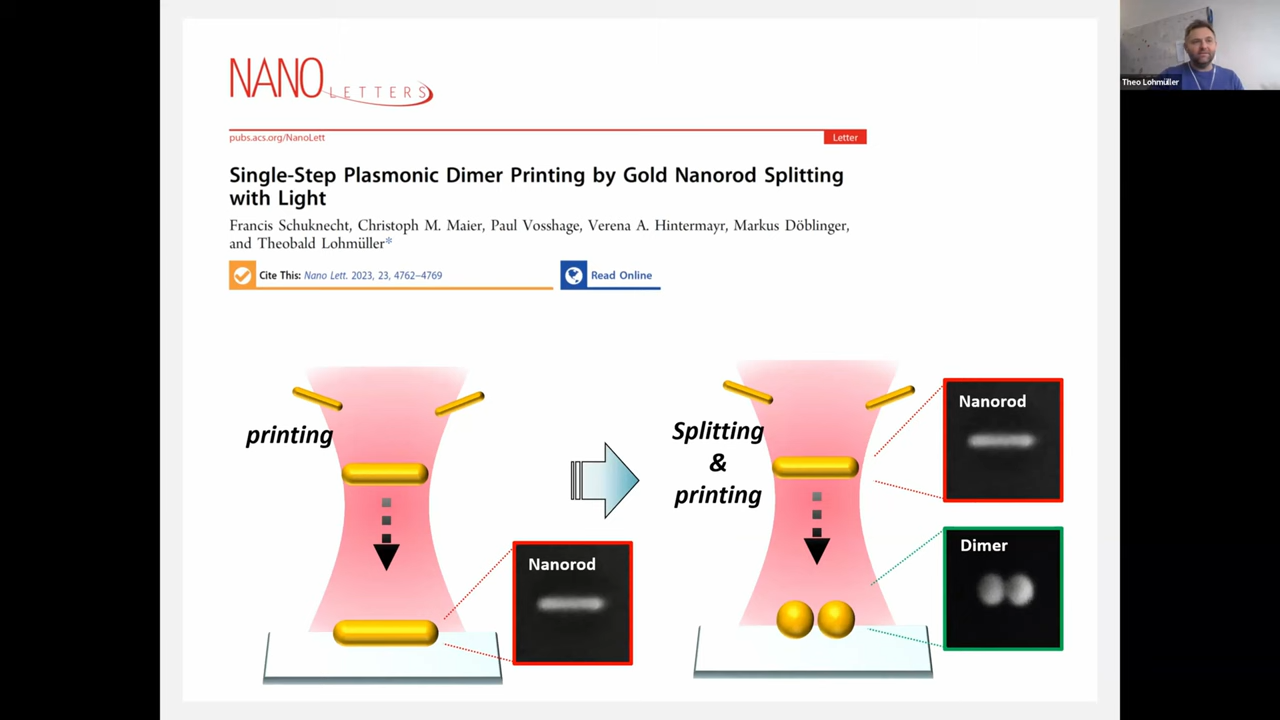 NANO LETTERS
pubs.acs.org/NanoLett
Letter
Single-Step Plasmonic Dimer Printing by Gold Nanorod Splitting
with Light
Francis Schuknecht, Christoph M. Maier, Paul Vosshage, Verena A. Hintermayr, Markus Döblinger,
and Theobald Lohmüller*
Cite This: Nano Lett. 2023, 23, 4762–4769
Read Online
printing
Nanorod
Splitting
&
printing
Nanorod
Dimer
Theo Lohmüller